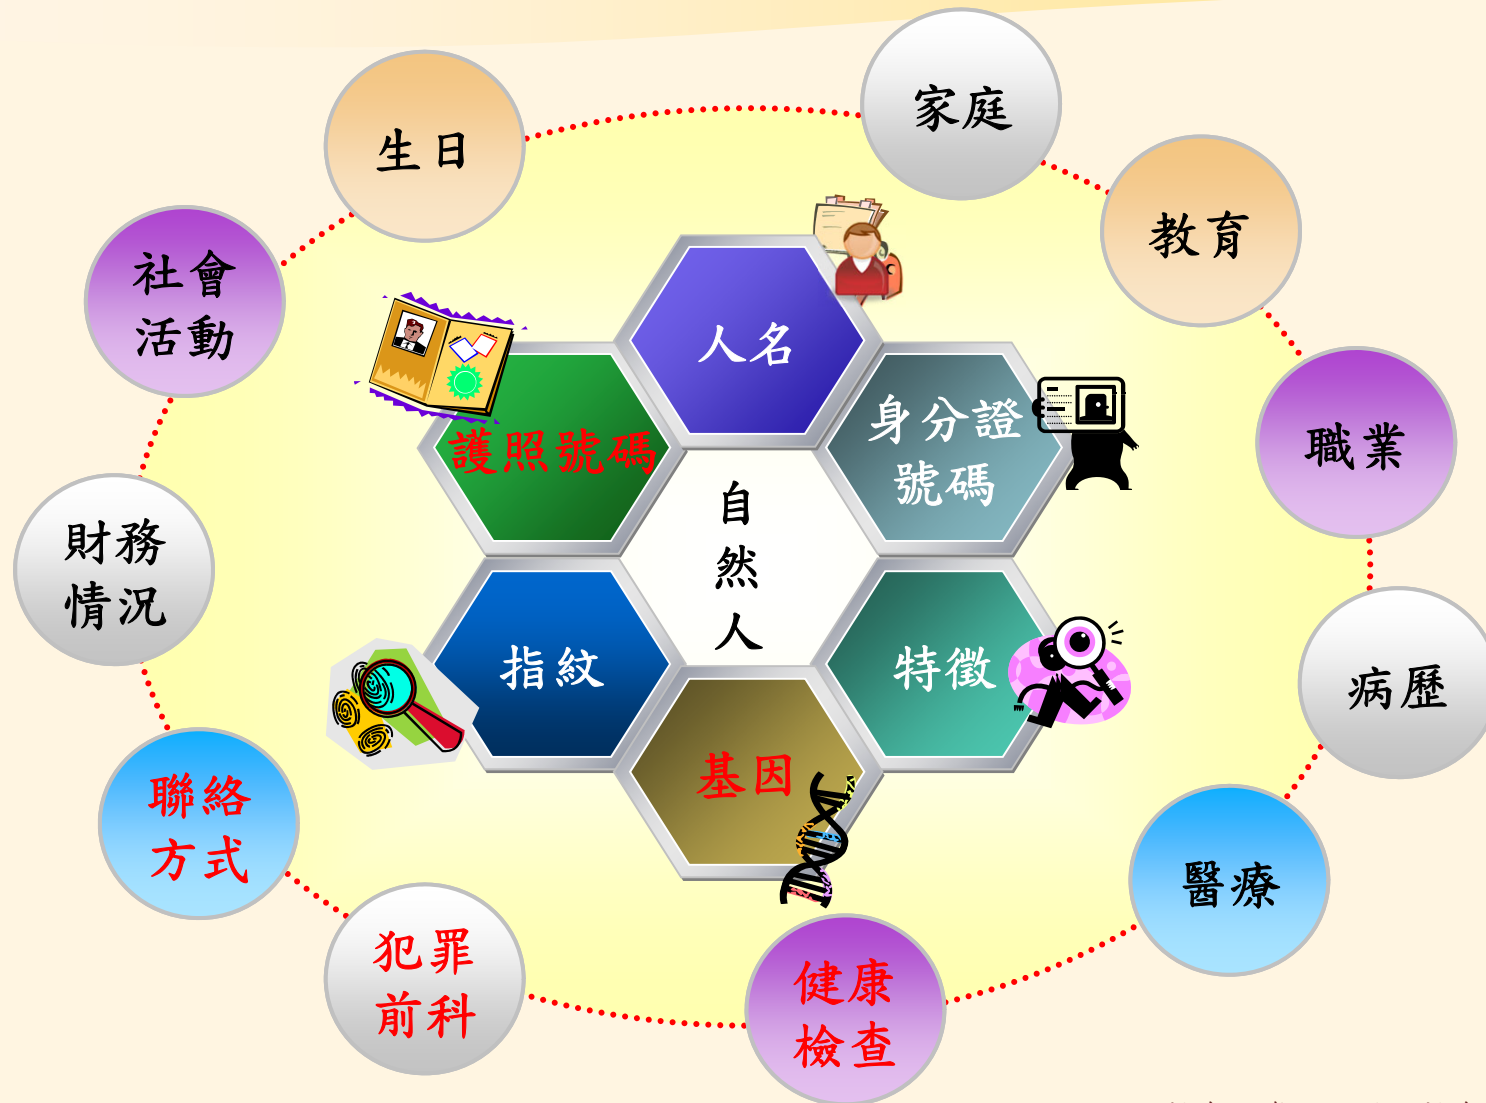 家庭
生日
教育
社會
活動
人名
護照號碼
身分證
號碼
職業
自
然
人
財務
情況
指紋
特徵
病歷
基因
聯絡
方式
醫療
犯罪
前科
健康
檢查